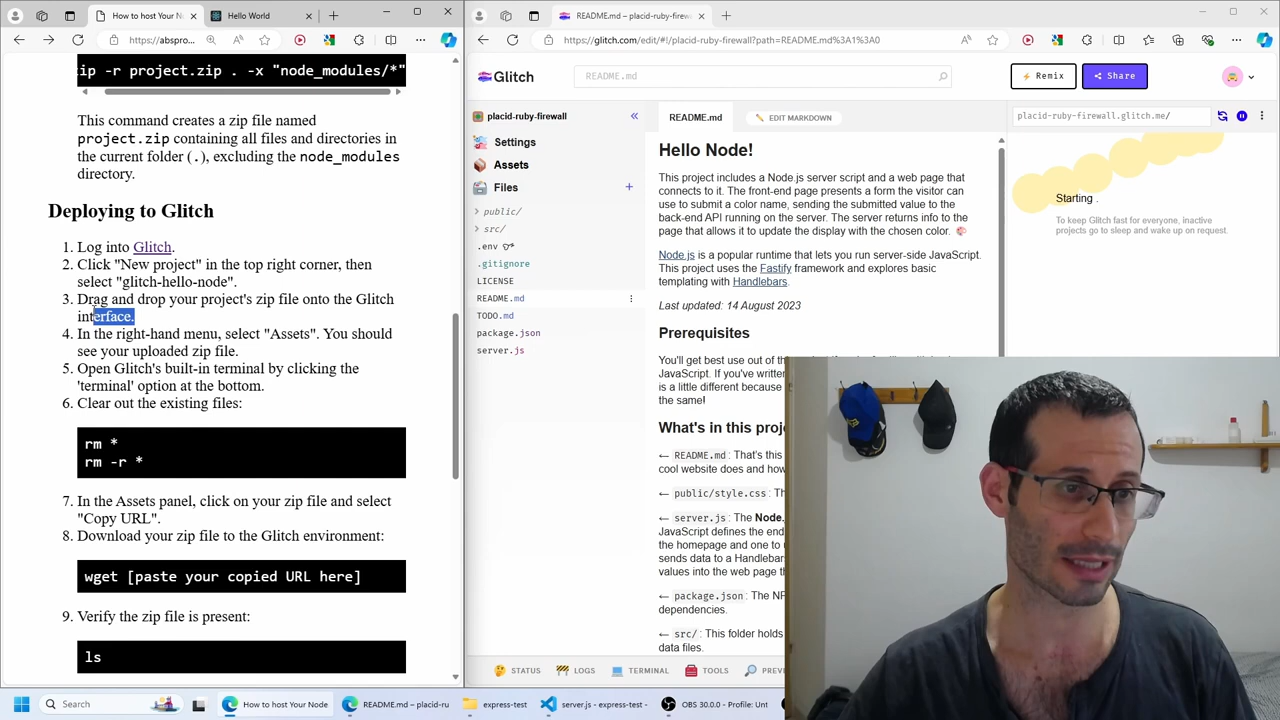 How to host Your N
Hello World
README.md – placid-ruby-firew
https://abspro
https://glitch.com/edit/#!/placid-ruby-firewall?path=README.md%3A1%3A0
zip -r project.zip . -x "node_modules/*"
This command creates a zip file named
project.zip containing all files and directories in
the current folder (.), excluding the node_modules
directory.
Deploying to Glitch
1. Log into Glitch.
2. Click "New project" in the top right corner, then
select "glitch-hello-node".
3. Drag and drop your project's zip file onto the Glitch
interface.
4. In the right-hand menu, select "Assets". You should
see your uploaded zip file.
5. Open Glitch's built-in terminal by clicking the
'terminal' option at the bottom.
6. Clear out the existing files:
rm *
rm -r *
7. In the Assets panel, click on your zip file and select
"Copy URL".
8. Download your zip file to the Glitch environment:
wget [paste your copied URL here]
9. Verify the zip file is present:
ls
Glitch
README.md
Remix
Share
placid-ruby-firewall
Settings
Assets
Files
public/
src/
.env
.gitignore
LICENSE
README.md
TODO.md
package.json
server.js
README.md
EDIT MARKDOWN
Hello Node!
This project includes a Node.js server script and a web page that
connects to it. The front-end page presents a form the visitor can
use to submit a color name, sending the submitted value to the
back-end API running on the server. The server returns info to the
page that allows it to update the display with the chosen color.
Node.js is a popular runtime that lets you run server-side JavaScript.
This project uses the Fastify framework and explores basic
templating with Handlebars.
Last updated: 14 August 2023
Prerequisites
You'll get best use out of th
JavaScript. If you've written
is a little different because
the same!
What's in this proj
← README.md: That's this
cool website does and how
← public/style.css: Th
← server.js: The Node.
JavaScript defines the end
the homepage and one to
sends data to a Handlebar
values into the web page th
← package.json: The NP
dependencies.
← src/: This folder holds
data files.
placid-ruby-firewall.glitch.me/
Starting .
To keep Glitch fast for everyone, inactive
projects go to sleep and wake up on request.
STATUS
LOGS
TERMINAL
TOOLS
PREV
Search
How to host Your Node
README.md – placid-ru
express-test
server.js - express-test -
OBS 30.0.0 - Profile: Unt